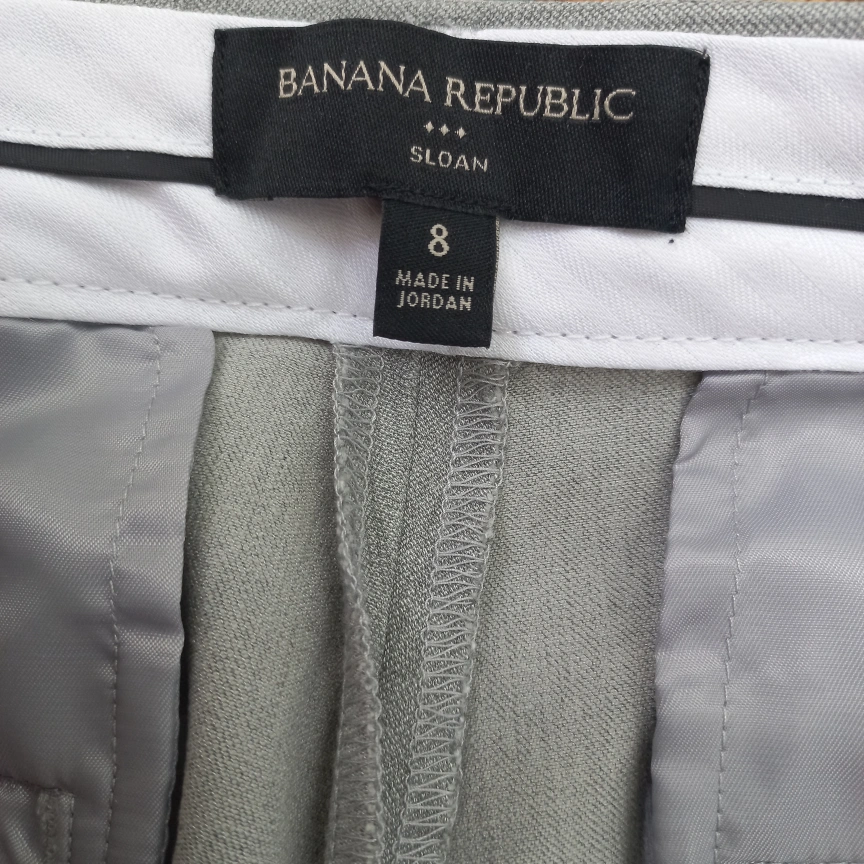 BANANA REPUBLIC
SLOAN
8
MADE IN
JORDAN